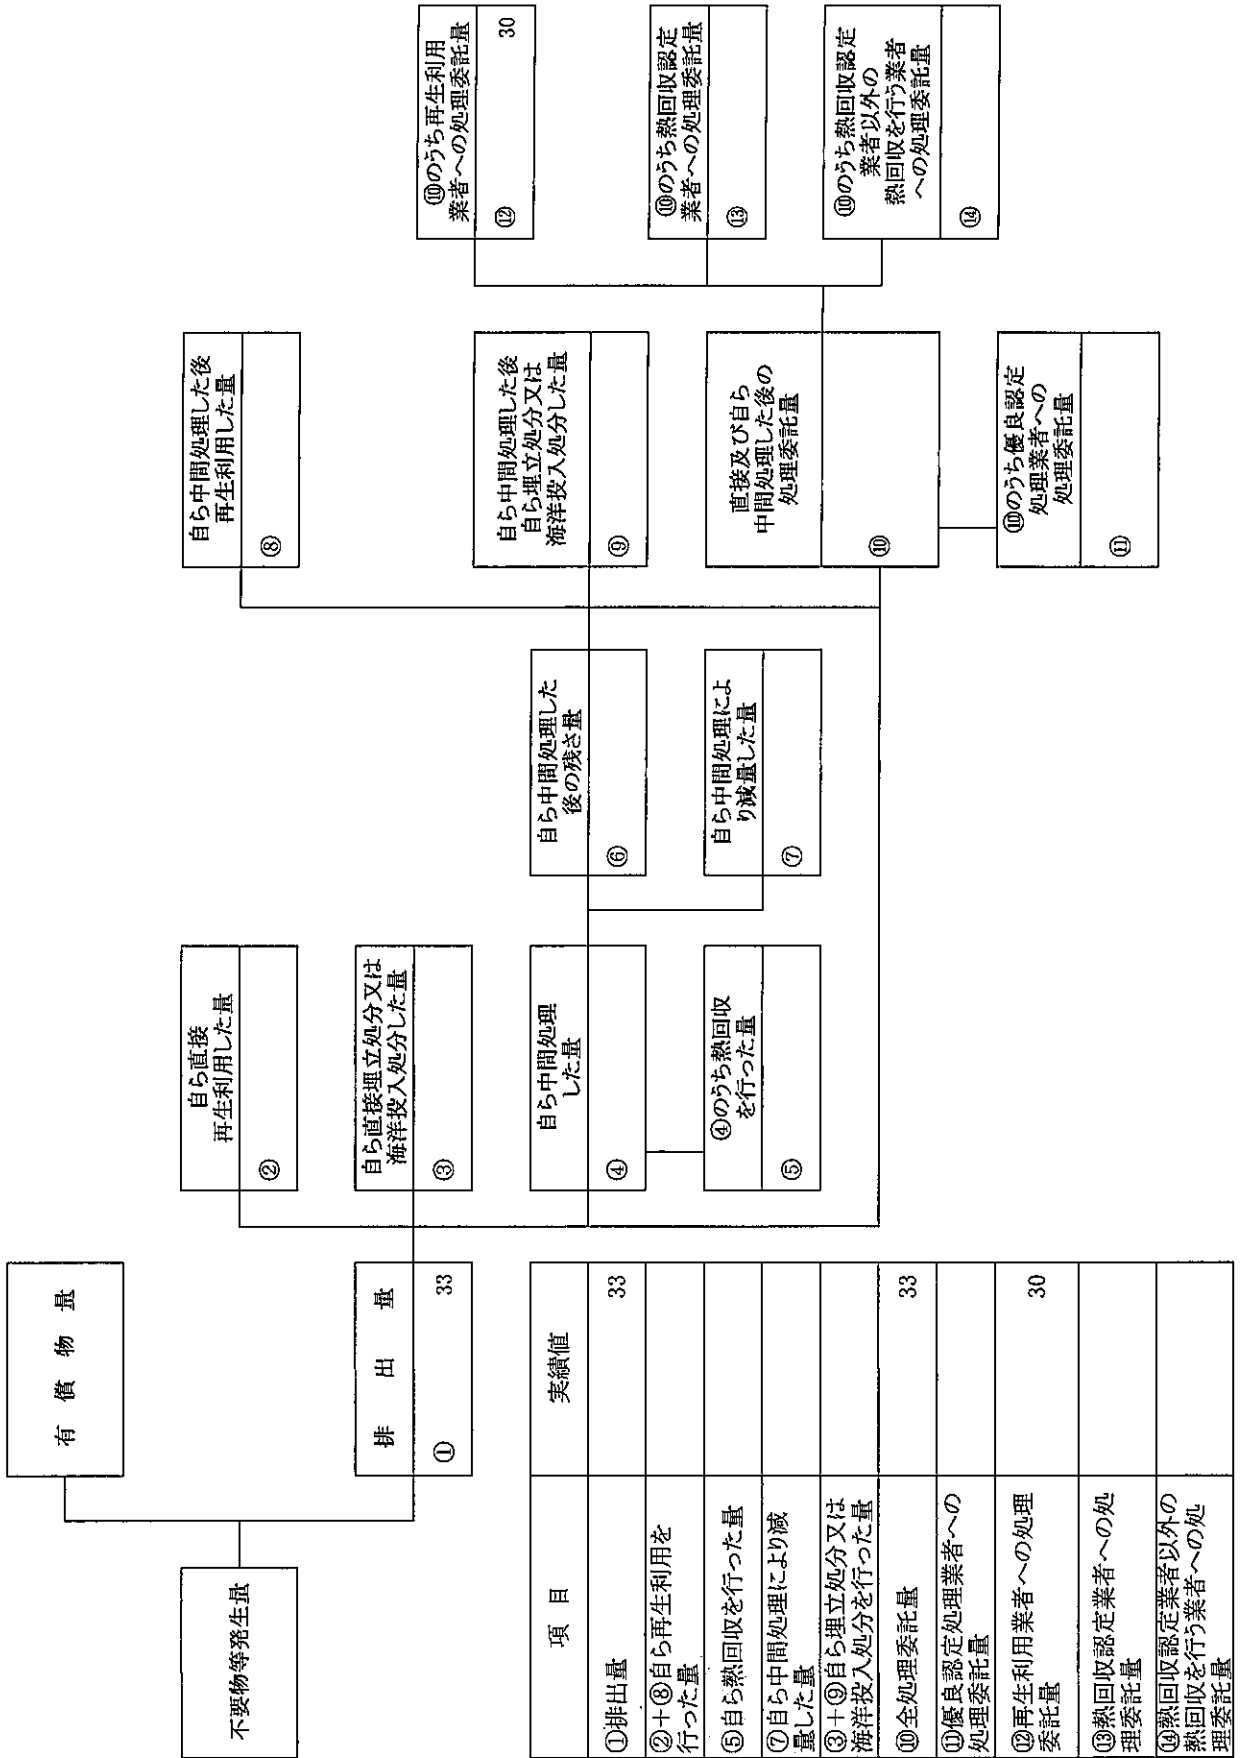 不要物等発生量
有償物量
排出量
① 33
自ら直接
再生利用した量
②
自ら直接埋立処分又は
海洋投入処分した量
③
自ら中間処理
した量
④
④のうち熱回収
を行った量
⑤
自ら中間処理した
後の残さ量
⑥
自ら中間処理によ
り減量した量
⑦
自ら中間処理した後
再生利用した量
⑧
自ら中間処理した後
自ら埋立処分又は
海洋投入処分した量
⑨
直接及び自ら
中間処理した後の
処理委託量
⑩
⑩のうち優良認定
処理業者への
処理委託量
⑪
⑩のうち再生利用
業者への処理委託量
⑫ 30
⑩のうち熱回収認定
業者への処理委託量
⑬
⑩のうち熱回収認定
業者以外の
熱回収を行う業者
への処理委託量
⑭
項目 実績値
①排出量 33
②+⑧自ら再生利用を
行った量
⑤自ら熱回収を行った量
⑦自ら中間処理により減
量した量
③+⑨自ら埋立処分又は
海洋投入処分を行った量
⑩全処理委託量 33
⑪優良認定処理業者への
処理委託量
⑫再生利用業者への処理
委託量 30
⑬熱回収認定業者への処
理委託量
⑭熱回収認定業者以外の
熱回収を行う業者への処
理委託量